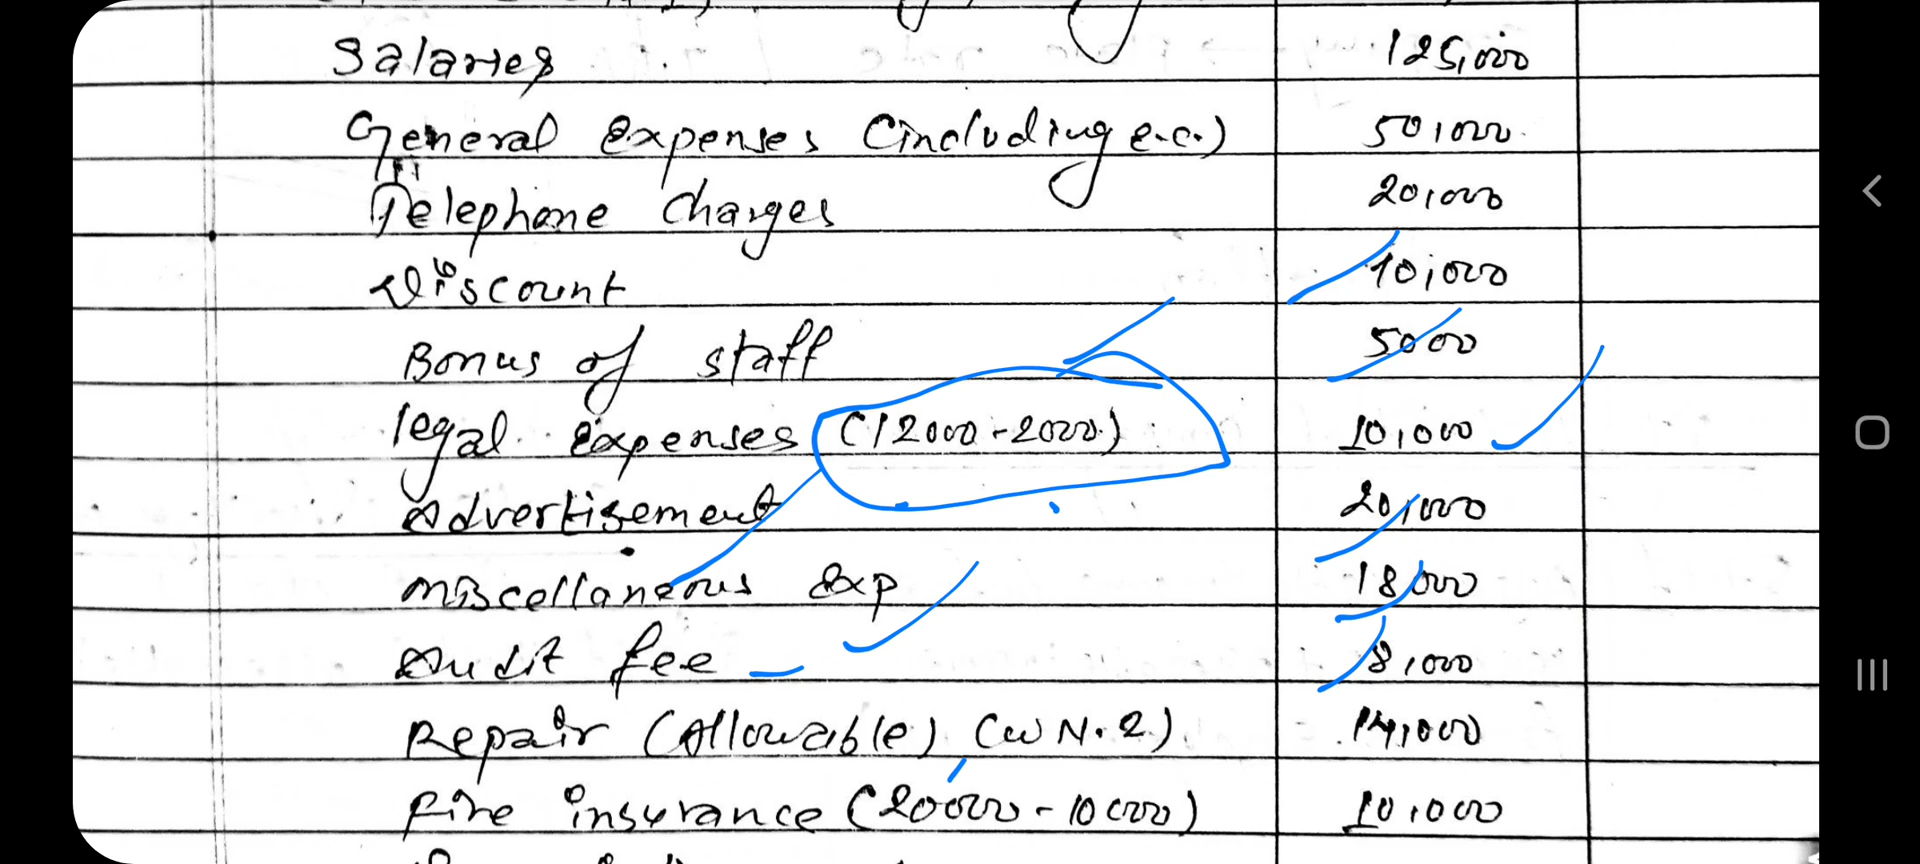 Salaries 125,000
General Expenses (including e.c.) 50,000
Telephone Charges 20,000
Discount 10,000
Bonus of staff 5000
legal Expenses (12000-2000) 10,000
Advertisement 20,000
Miscellaneous Exp 18000
Audit fee 8,000
Repair (Allowable) (W N.2) 14,000
Fire insurance (20000-10000) 10,000